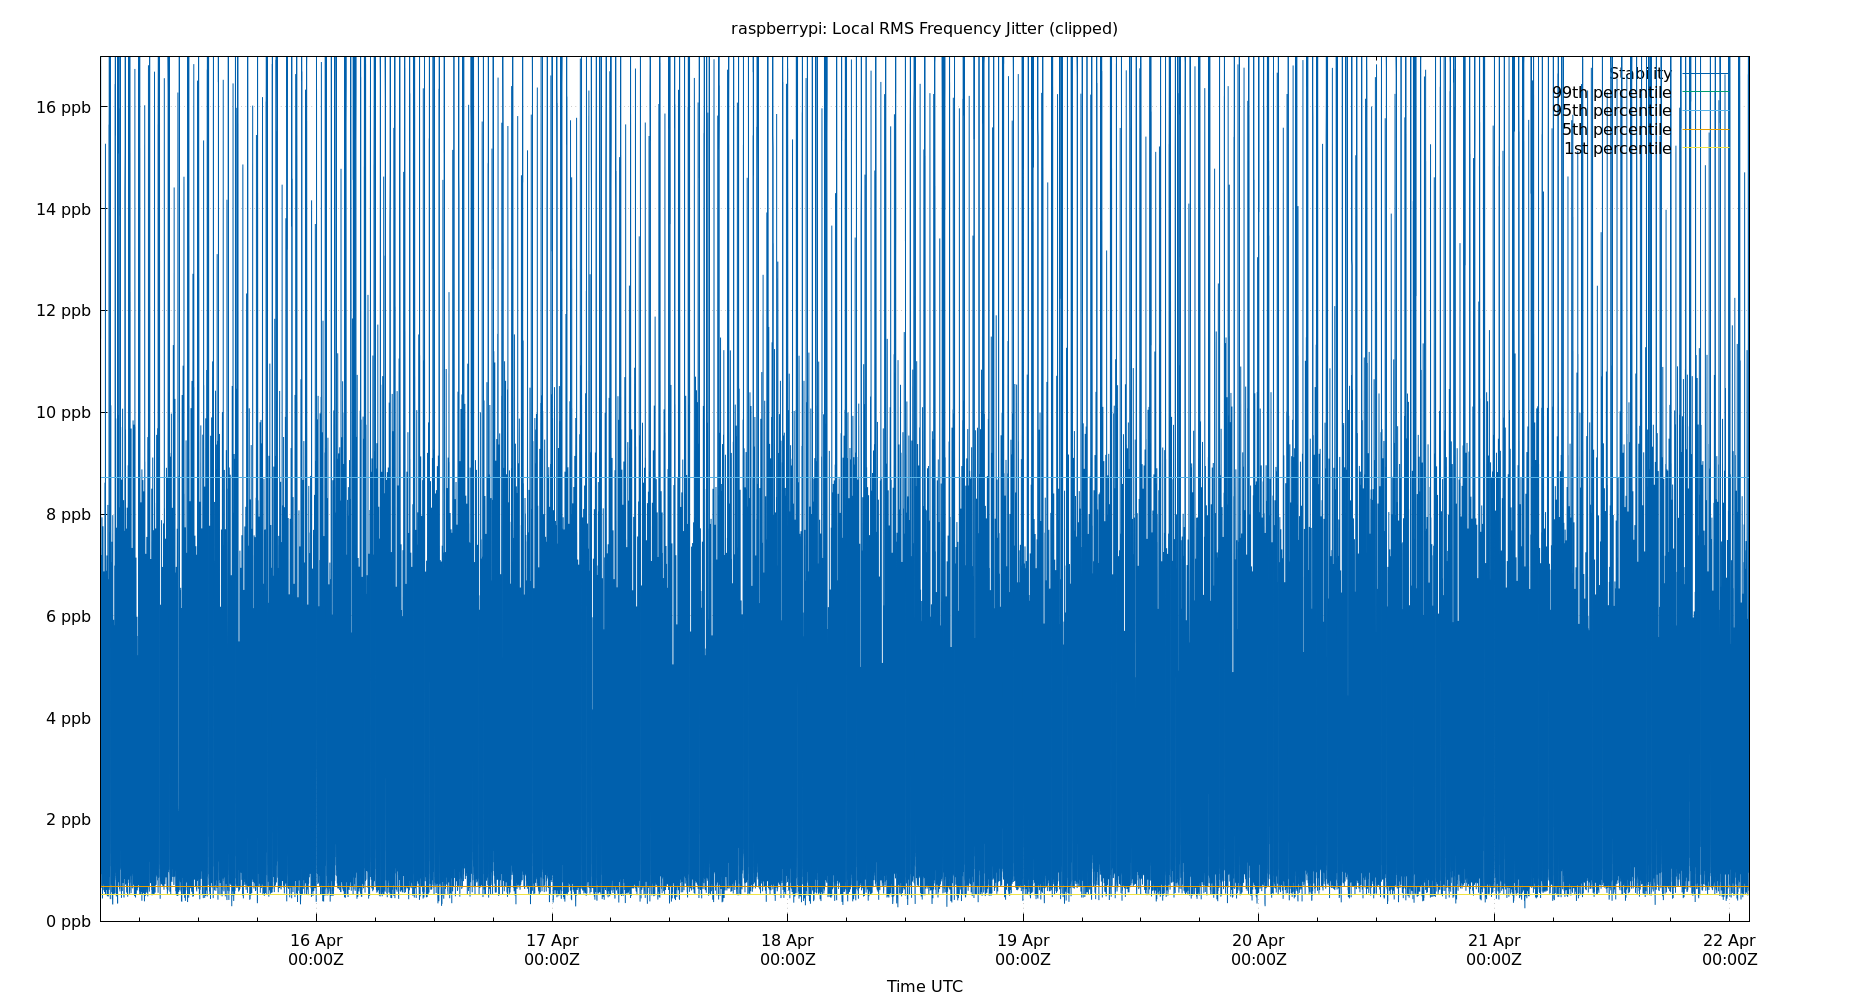 raspberrypi: Local RMS Frequency Jitter (clipped)
Stability
99th percentile
95th percentile
5th percentile
1st percentile
16 ppb
14 ppb
12 ppb
10 ppb
8 ppb
6 ppb
4 ppb
2 ppb
0 ppb
16 Apr 17 Apr 18 Apr 19 Apr 20 Apr 21 Apr 22 Apr
00:00Z 00:00Z 00:00Z 00:00Z 00:00Z 00:00Z 00:00Z
Time UTC